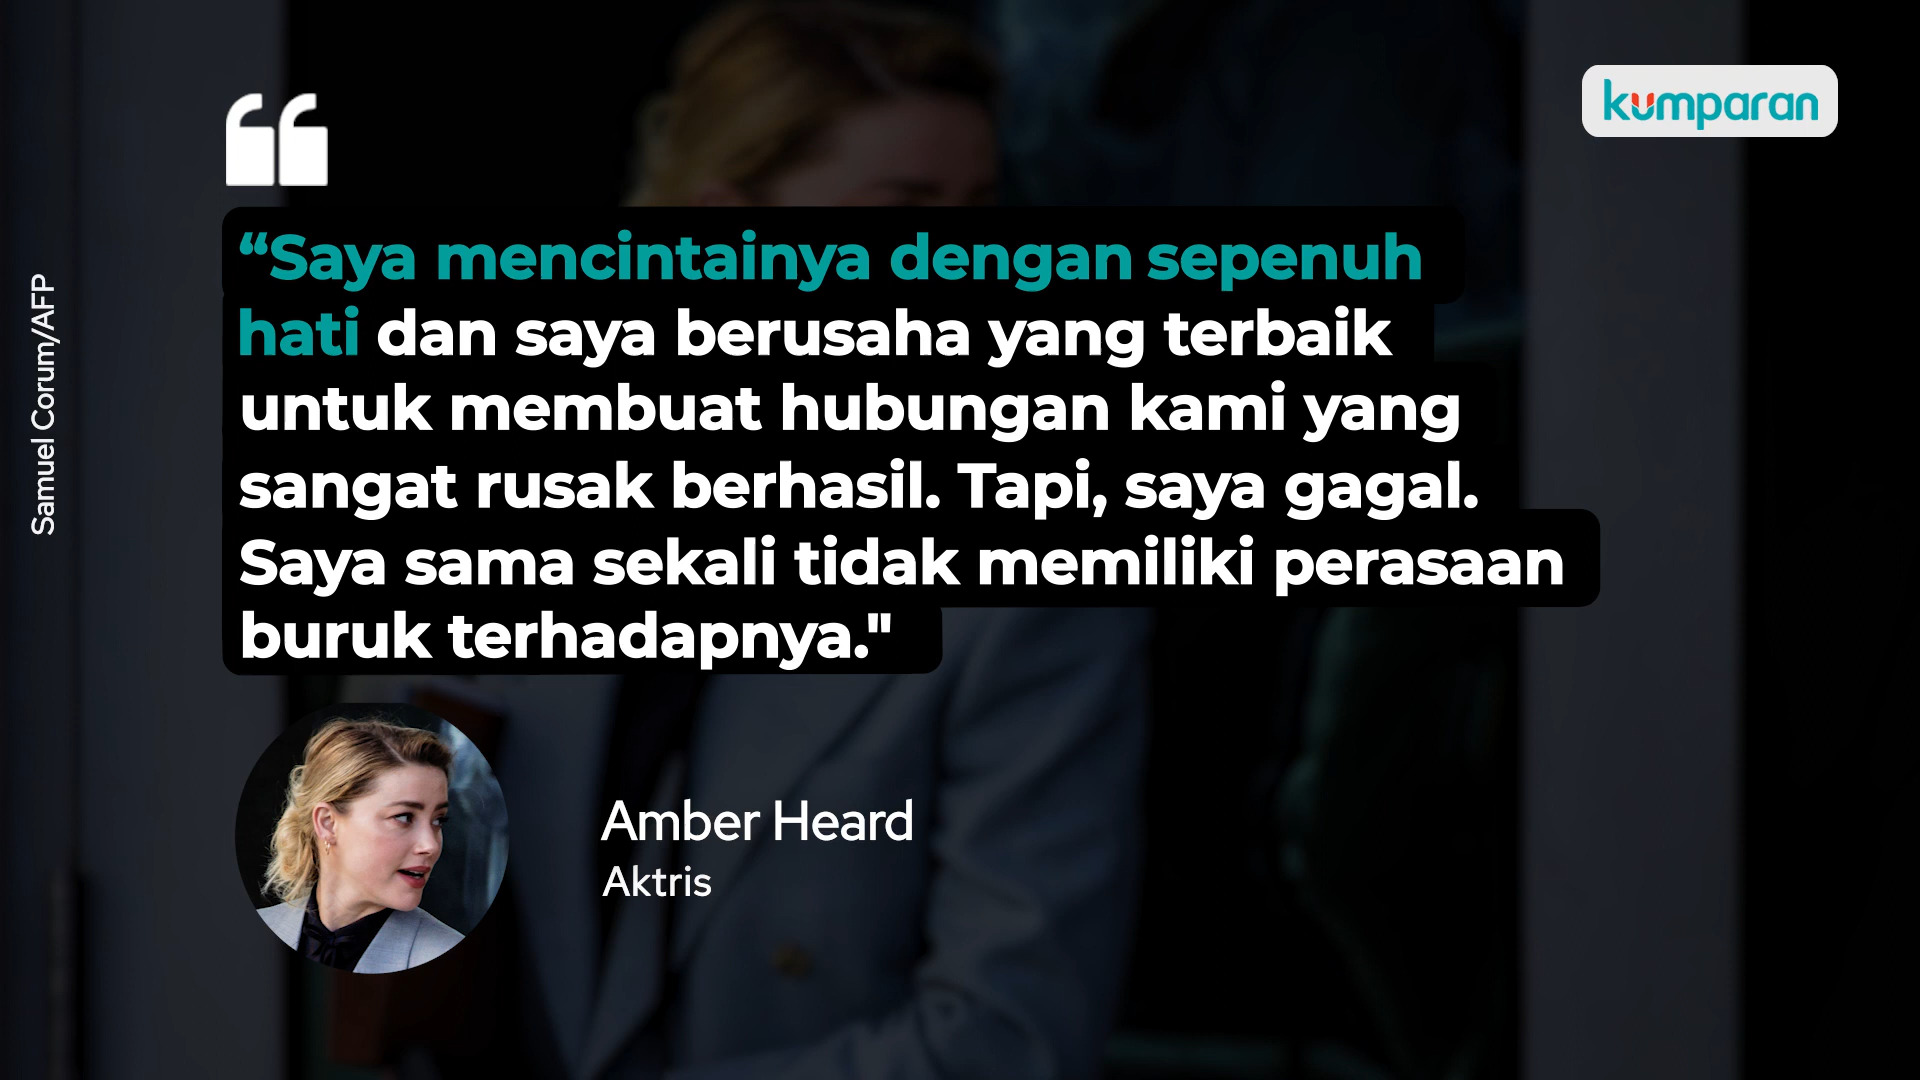 kumparan
“Saya mencintainya dengan sepenuh
hati dan saya berusaha yang terbaik
untuk membuat hubungan kami yang
sangat rusak berhasil. Tapi, saya gagal.
Saya sama sekali tidak memiliki perasaan
buruk terhadapnya."
Amber Heard
Aktris
Samuel Corum/AFP